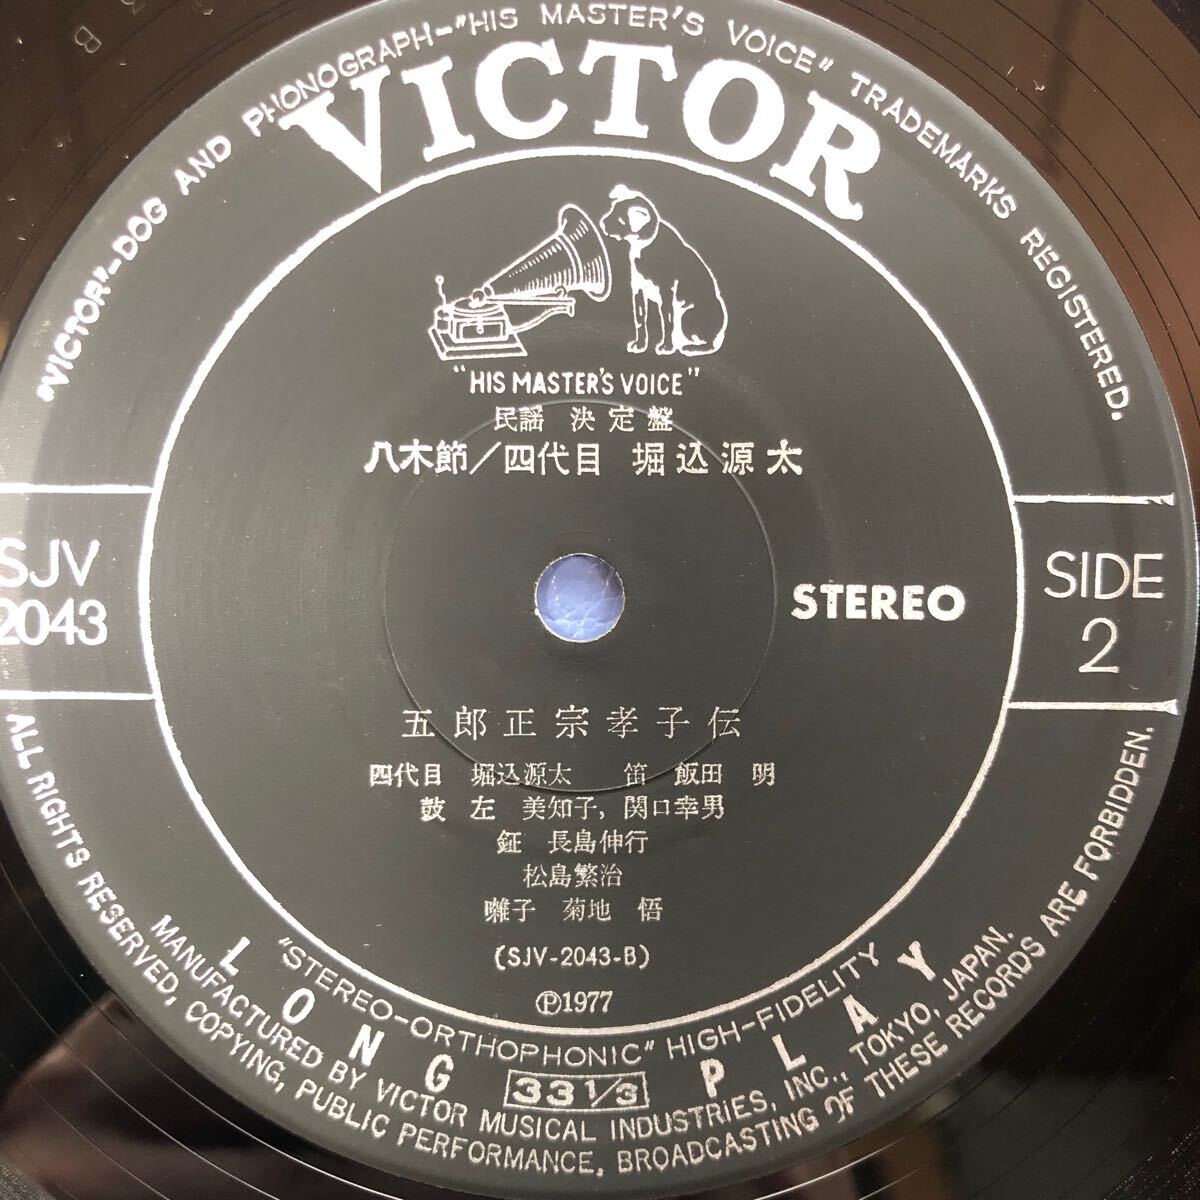 "VICTOR"-DOG AND PHONOGRAPH-"HIS MASTER'S VOICE" TRADEMARKS REGISTERED.
VICTOR
"HIS MASTER'S VOICE"
民謡 決定盤
八木節/四代目 堀込源太
SJV
2043
STEREO
SIDE
2
五郎正宗孝子伝
四代目 堀込源太 笛 飯田 明
鼓 左 美知子, 関口幸男
鉦 長島伸行
松島繁治
囃子 菊地 悟
(SJV-2043-B)
Ⓟ1977
"STEREO-ORTHOPHONIC" HIGH-FIDELITY
LONG PLAY
33 1/3
MANUFACTURED BY VICTOR MUSICAL INDUSTRIES, INC., TOKYO, JAPAN.
ALL RIGHTS RESERVED, COPYING, PUBLIC PERFORMANCE, BROADCASTING OF THESE RECORDS ARE FORBIDDEN.